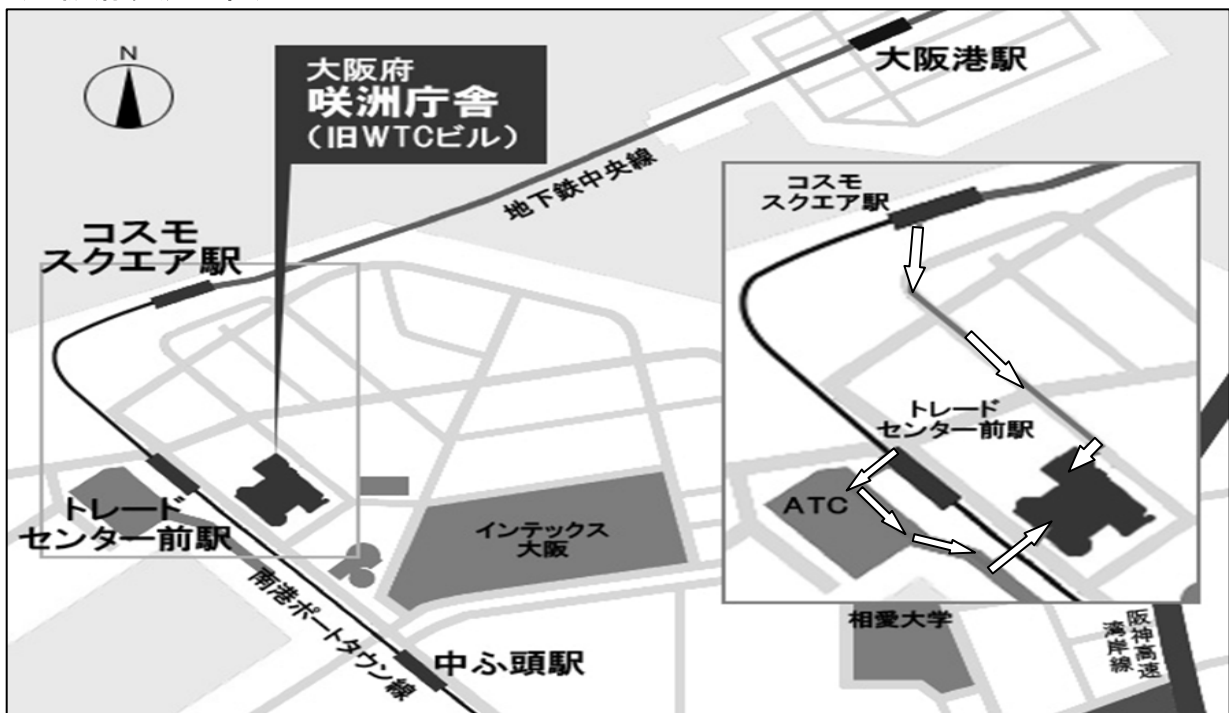 N
大阪府
咲洲庁舎
（旧WTCビル）
大阪港駅
地下鉄中央線
コスモ
スクエア駅
トレード
センター前駅
インテックス
大阪
南港ポートタウン線
中ふ頭駅
コスモ
スクエア駅
トレード
センター前駅
ATC
相愛大学
阪神高速
湾岸線